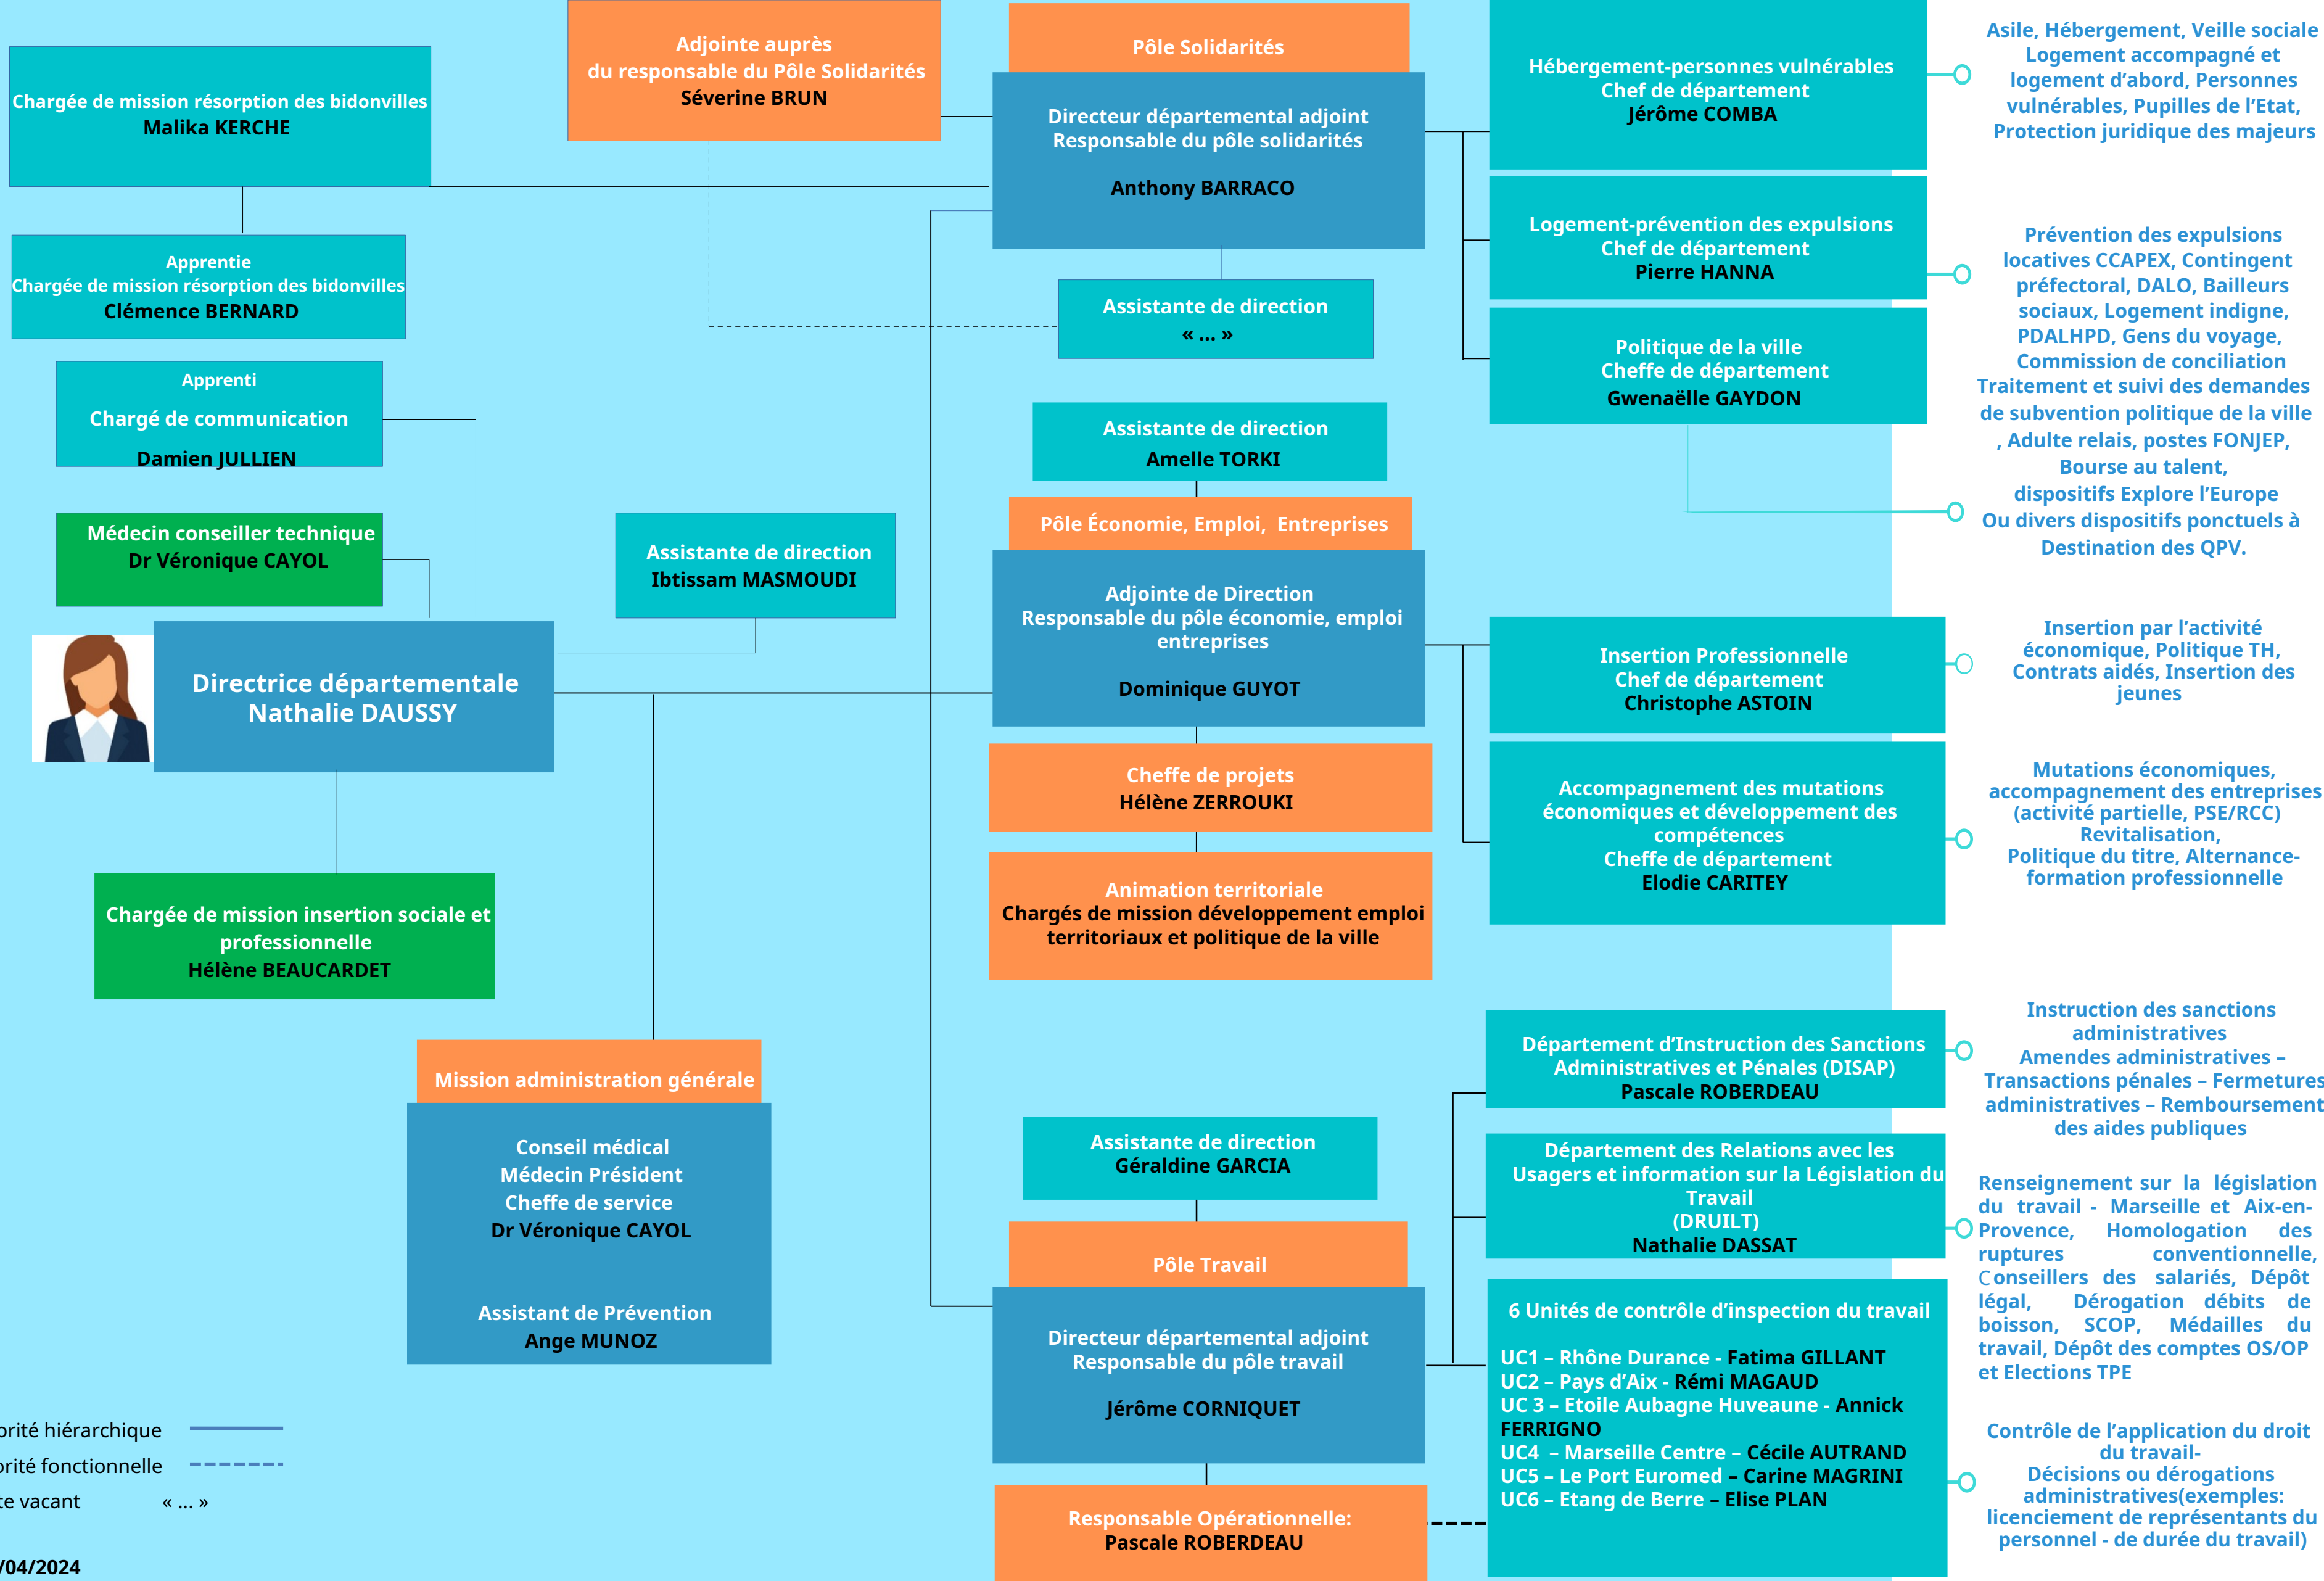 Chargée de mission résorption des bidonvilles
Malika KERCHE
Apprentie
Chargée de mission résorption des bidonvilles
Clémence BERNARD
Apprenti
Chargé de communication
Damien JULLIEN
Médecin conseiller technique
Dr Véronique CAYOL
Directrice départementale
Nathalie DAUSSY
Chargée de mission insertion sociale et
professionnelle
Hélène BEAUCARDET
Adjointe auprès
du responsable du Pôle Solidarités
Séverine BRUN
Assistante de direction
Ibtissam MASMOUDI
Mission administration générale
Conseil médical
Médecin Président
Cheffe de service
Dr Véronique CAYOL
Assistant de Prévention
Ange MUNOZ
Pôle Solidarités
Directeur départemental adjoint
Responsable du pôle solidarités
Anthony BARRACO
Assistante de direction
« ... »
Assistante de direction
Amelle TORKI
Pôle Économie, Emploi, Entreprises
Adjointe de Direction
Responsable du pôle économie, emploi
entreprises
Dominique GUYOT
Cheffe de projets
Hélène ZERROUKI
Animation territoriale
Chargés de mission développement emploi
territoriaux et politique de la ville
Assistante de direction
Géraldine GARCIA
Pôle Travail
Directeur départemental adjoint
Responsable du pôle travail
Jérôme CORNIQUET
Responsable Opérationnelle:
Pascale ROBERDEAU
Hébergement-personnes vulnérables
Chef de département
Jérôme COMBA
Logement-prévention des expulsions
Chef de département
Pierre HANNA
Politique de la ville
Cheffe de département
Gwenaëlle GAYDON
Insertion Professionnelle
Chef de département
Christophe ASTOIN
Accompagnement des mutations
économiques et développement des
compétences
Cheffe de département
Elodie CARITEY
Département d’Instruction des Sanctions
Administratives et Pénales (DISAP)
Pascale ROBERDEAU
Département des Relations avec les
Usagers et information sur la Législation du
Travail
(DRUILT)
Nathalie DASSAT
6 Unités de contrôle d’inspection du travail
UC1 – Rhône Durance - Fatima GILLANT
UC2 – Pays d’Aix - Rémi MAGAUD
UC 3 – Etoile Aubagne Huveaune - Annick
FERRIGNO
UC4 – Marseille Centre – Cécile AUTRAND
UC5 – Le Port Euromed – Carine MAGRINI
UC6 – Etang de Berre – Elise PLAN
Asile, Hébergement, Veille sociale
Logement accompagné et
logement d’abord, Personnes
vulnérables, Pupilles de l’Etat,
Protection juridique des majeurs
Prévention des expulsions
locatives CCAPEX, Contingent
préfectoral, DALO, Bailleurs
sociaux, Logement indigne,
PDALHPD, Gens du voyage,
Commission de conciliation
Traitement et suivi des demandes
de subvention politique de la ville
, Adulte relais, postes FONJEP,
Bourse au talent,
dispositifs Explore l’Europe
Ou divers dispositifs ponctuels à
Destination des QPV.
Insertion par l’activité
économique, Politique TH,
Contrats aidés, Insertion des
jeunes
Mutations économiques,
accompagnement des entreprises
(activité partielle, PSE/RCC)
Revitalisation,
Politique du titre, Alternance-
formation professionnelle
Instruction des sanctions
administratives
Amendes administratives –
Transactions pénales – Fermetures
administratives – Remboursement
des aides publiques
Renseignement sur la législation
du travail - Marseille et Aix-en-
Provence, Homologation des
ruptures conventionnelle,
Conseillers des salariés, Dépôt
légal, Dérogation débits de
boisson, SCOP, Médailles du
travail, Dépôt des comptes OS/OP
et Elections TPE
Contrôle de l’application du droit
du travail-
Décisions ou dérogations
administratives(exemples:
licenciement de représentants du
personnel - de durée du travail)
orité hiérarchique
orité fonctionnelle
te vacant « ... »
/04/2024